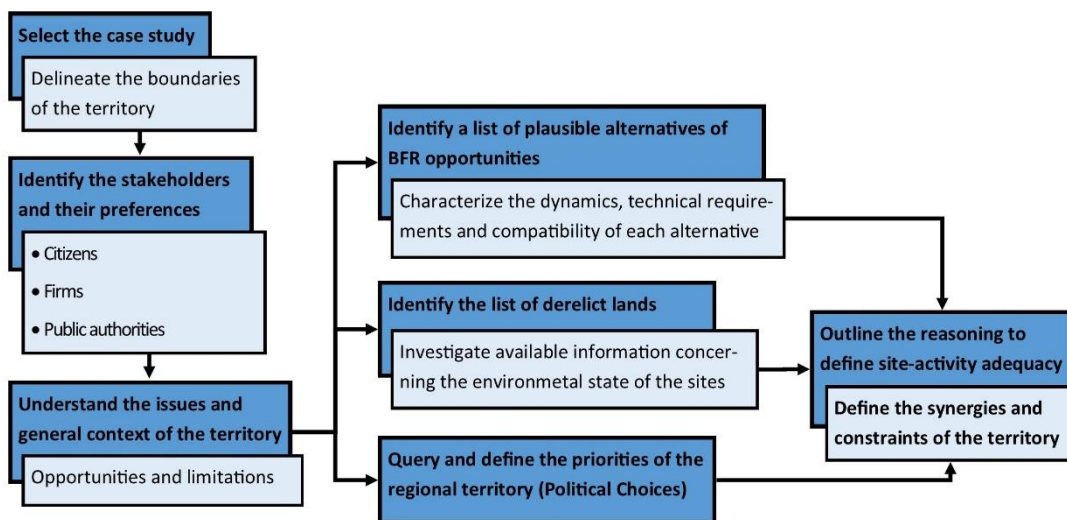 Select the case study
Delineate the boundaries
of the territory
Identify the stakeholders
and their preferences
• Citizens
• Firms
• Public authorities
Understand the issues and
general context of the territory
Opportunities and limitations
Identify a list of plausible alternatives of
BFR opportunities
Characterize the dynamics, technical require-
ments and compatibility of each alternative
Identify the list of derelict lands
Investigate available information concer-
ning the environmetal state of the sites
Query and define the priorities of the
regional territory (Political Choices)
Outline the reasoning to
define site-activity adequacy
Define the synergies and
constraints of the territory